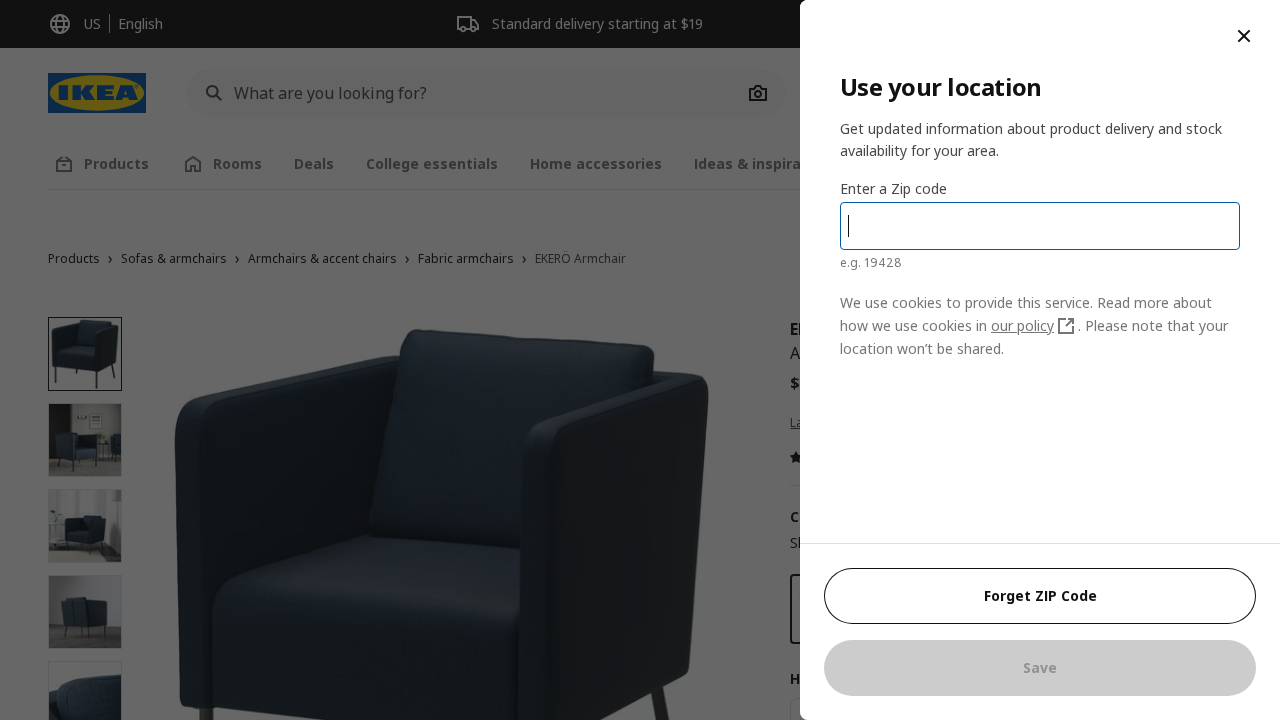 US
English
Standard delivery starting at $19
IKEA
What are you looking for?
Products
Rooms
Deals
College essentials
Home accessories
Ideas & inspira
Products
Sofas & armchairs
Armchairs & accent chairs
Fabric armchairs
EKERÖ Armchair
Use your location
Get updated information about product delivery and stock
availability for your area.
Enter a Zip code
e.g. 19428
We use cookies to provide this service. Read more about
how we use cookies in our policy . Please note that your
location won’t be shared.
Forget ZIP Code
Save